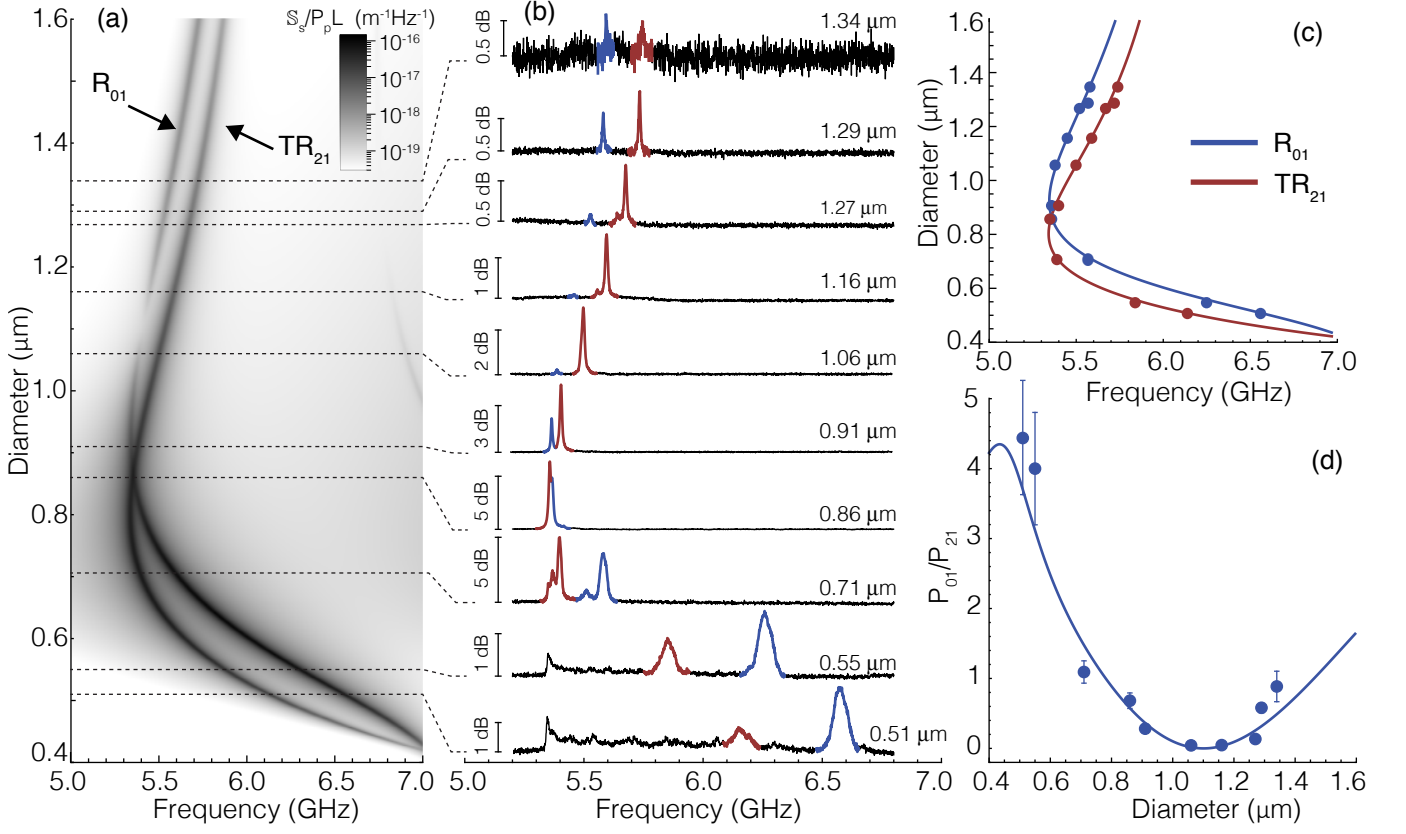 (a)
𝕊s/PpL (m⁻¹Hz⁻¹)
10⁻¹⁶
10⁻¹⁷
10⁻¹⁸
10⁻¹⁹
R₀₁
TR₂₁
1.6
1.4
1.2
1.0
0.8
0.6
0.4
Diameter (μm)
5.0 5.5 6.0 6.5 7.0
Frequency (GHz)
(b)
0.5 dB 1.34 μm
0.5 dB 1.29 μm
0.5 dB 1.27 μm
1 dB 1.16 μm
2 dB 1.06 μm
3 dB 0.91 μm
5 dB 0.86 μm
5 dB 0.71 μm
1 dB 0.55 μm
1 dB 0.51 μm
5.0 5.5 6.0 6.5 7.0
Frequency (GHz)
(c)
1.6
1.4
1.2
1.0
0.8
0.6
0.4
Diameter (μm)
R₀₁
TR₂₁
5.0 5.5 6.0 6.5 7.0
Frequency (GHz)
(d)
5
4
3
2
1
0
P₀₁/P₂₁
0.4 0.6 0.8 1.0 1.2 1.4 1.6
Diameter (μm)